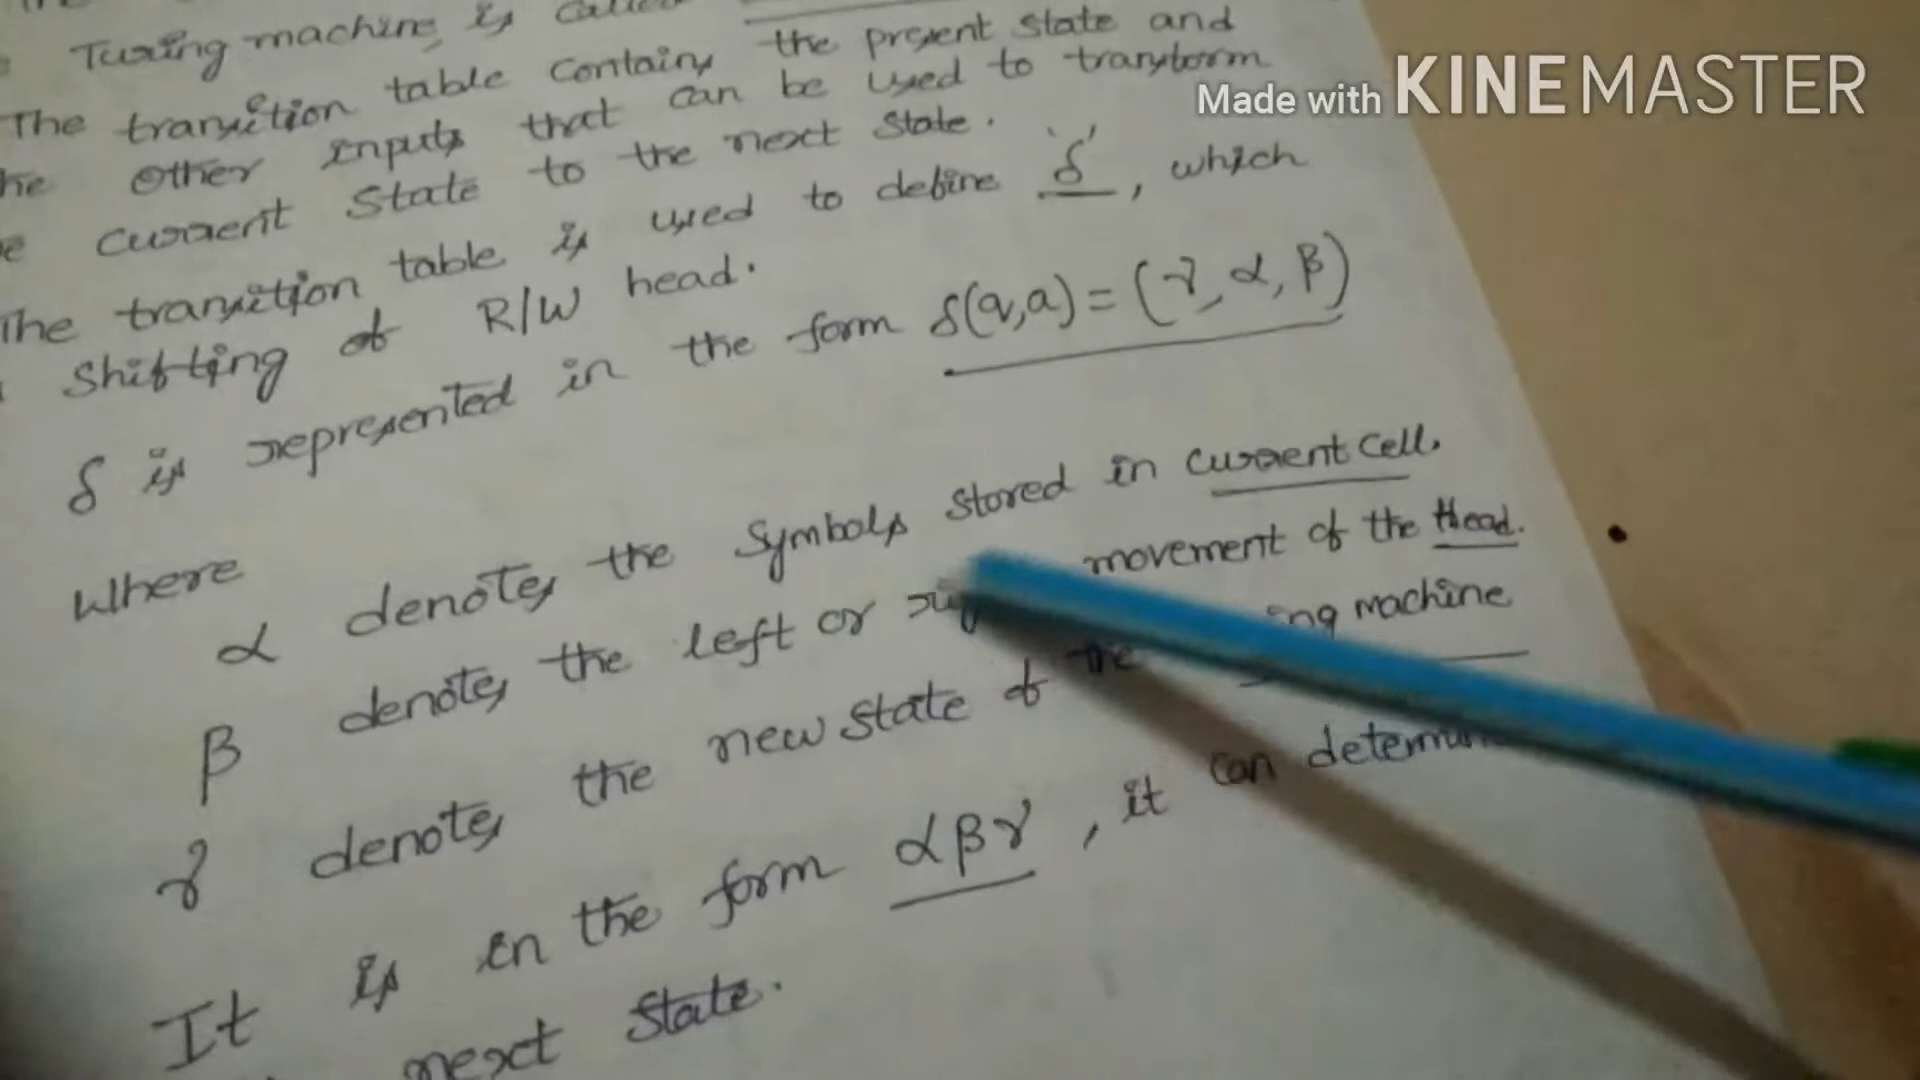 Turing machine is called
The transition table contains the present state and
the other inputs that can be used to transform
current state to the next state.
The transition table is used to define 'δ', which
Shifting of R/W head.
δ is represented in the form δ(q,a) = (γ, α, β)
Where
α denotes the Symbols stored in current cell.
β denotes the left or movement of the Head.
γ denotes the new state of the machine
It is in the form αβγ, it can
next state.
Made with KINEMASTER